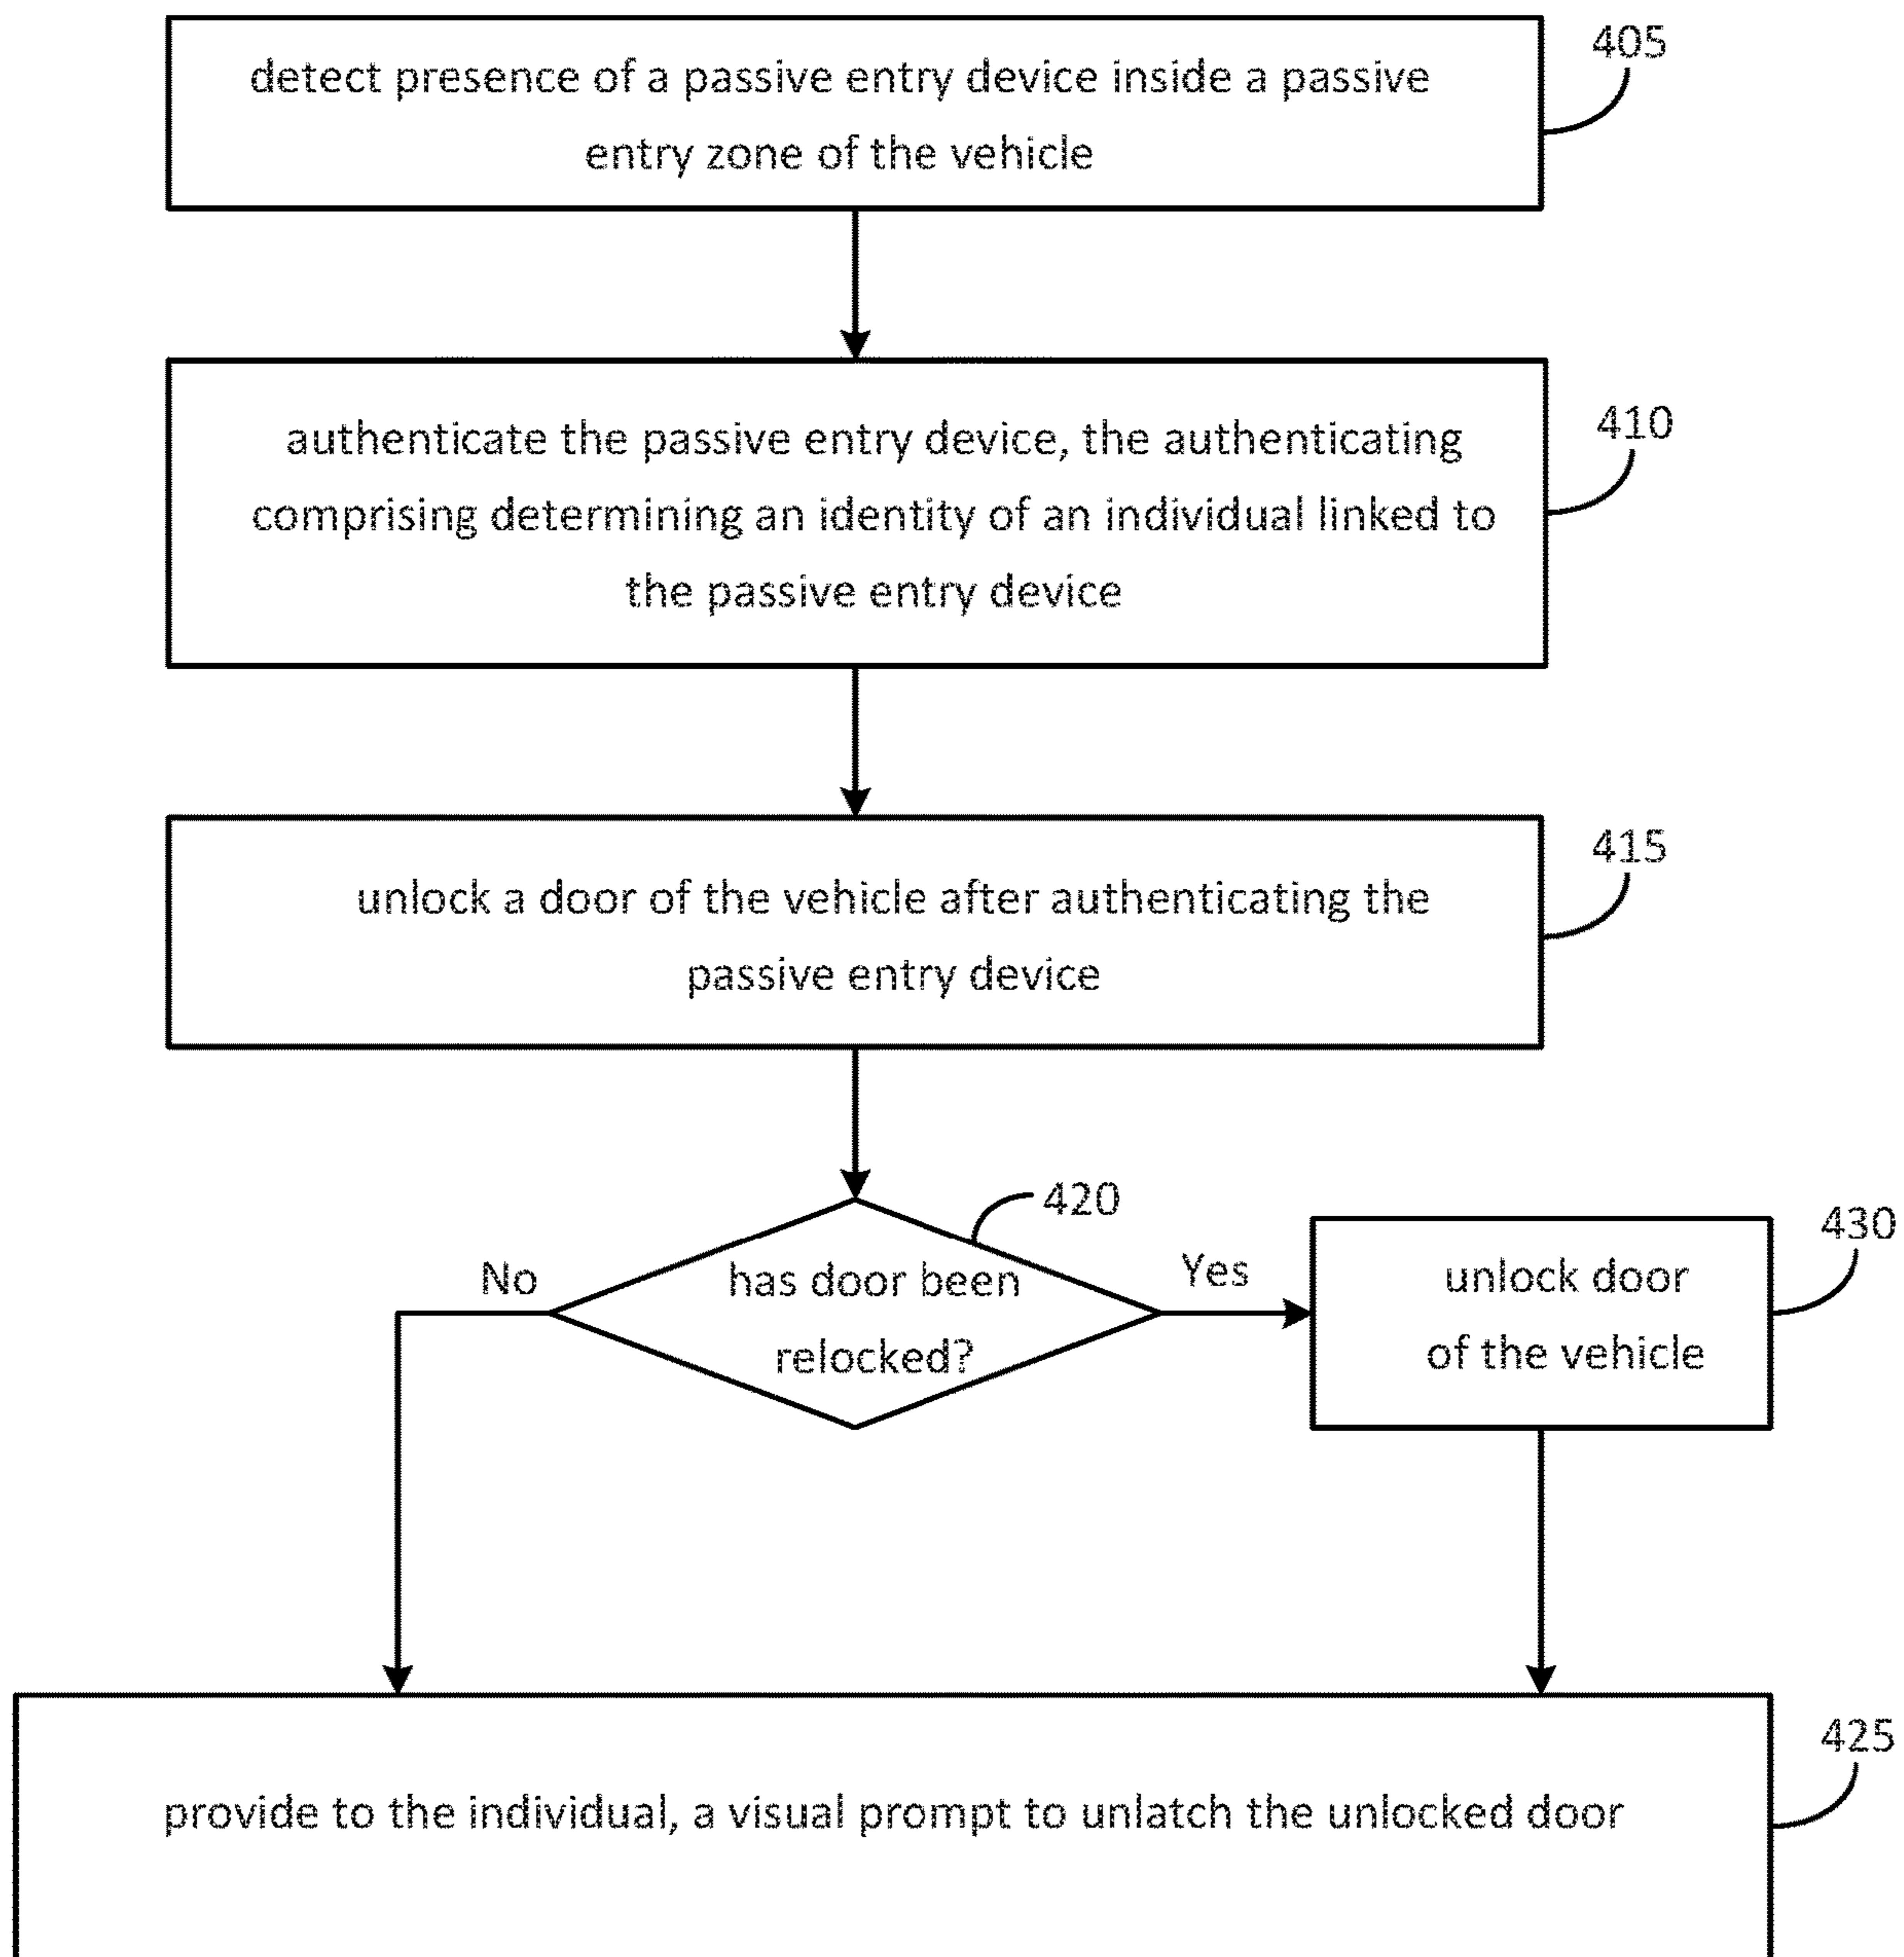 405
detect presence of a passive entry device inside a passive
entry zone of the vehicle
410
authenticate the passive entry device, the authenticating
comprising determining an identity of an individual linked to
the passive entry device
415
unlock a door of the vehicle after authenticating the
passive entry device
420
No
has door been
relocked?
Yes
430
unlock door
of the vehicle
425
provide to the individual, a visual prompt to unlatch the unlocked door